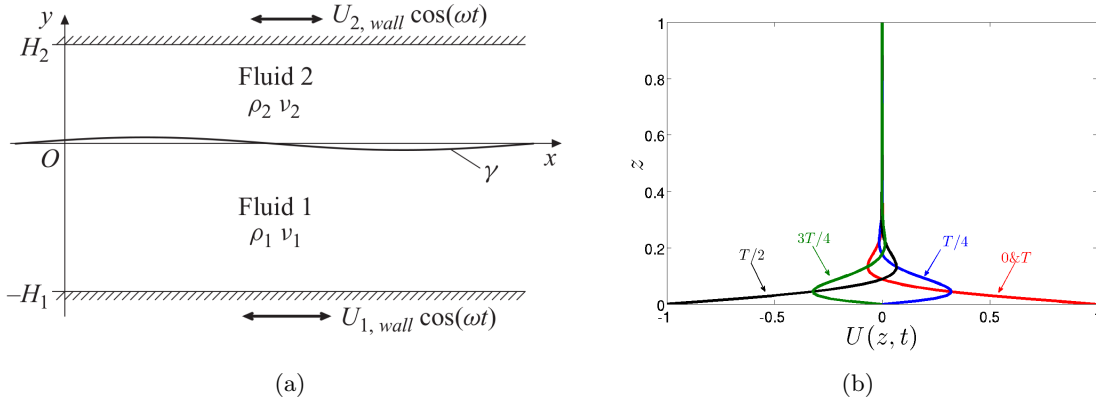 y
U₂, wall cos(ωt)
H₂
Fluid 2
ρ₂ ν₂
O
x
γ
Fluid 1
ρ₁ ν₁
–H₁
U₁, wall cos(ωt)
(a)
1
0.8
0.6
z
0.4
0.2
0
3T/4
T/4
T/2
0&T
-1
-0.5
0
0.5
1
U(z, t)
(b)